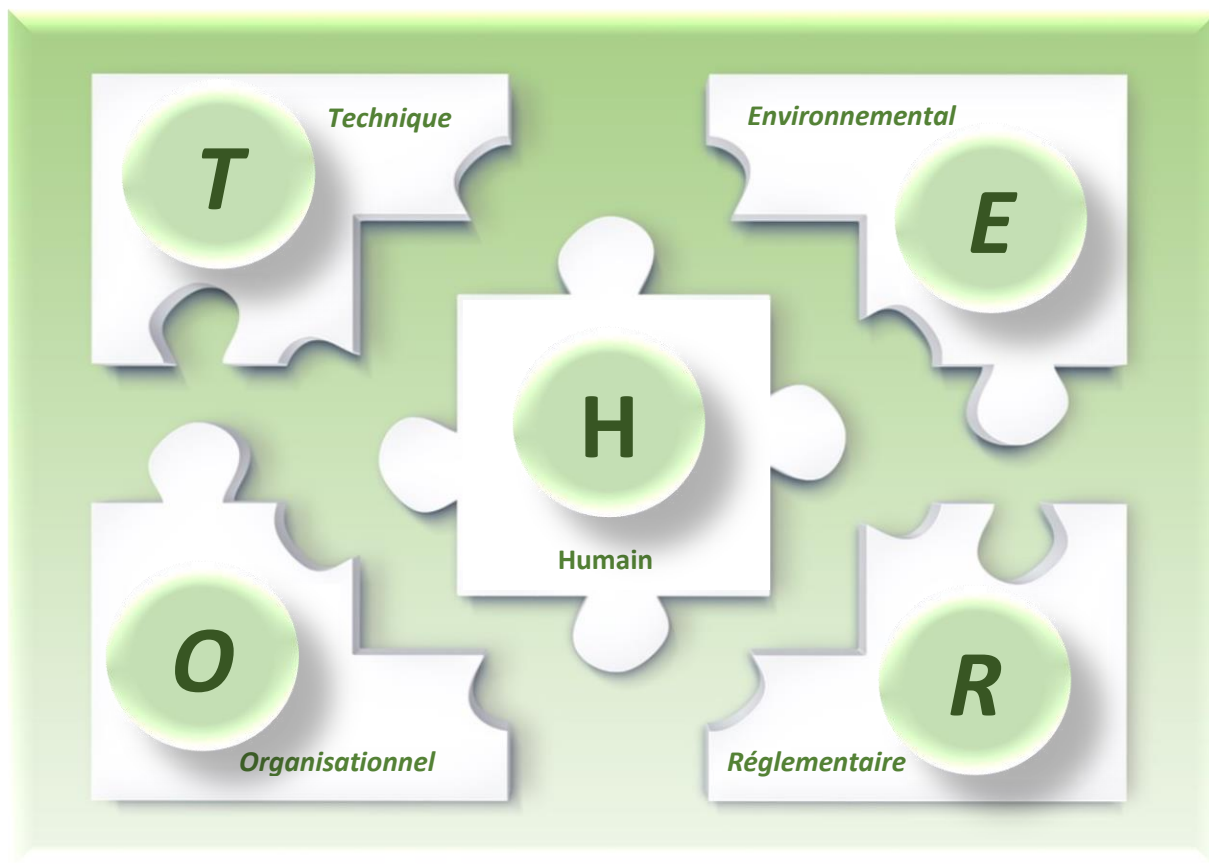 Technique
T
Environnemental
E
H
Humain
O
Organisationnel
R
Réglementaire